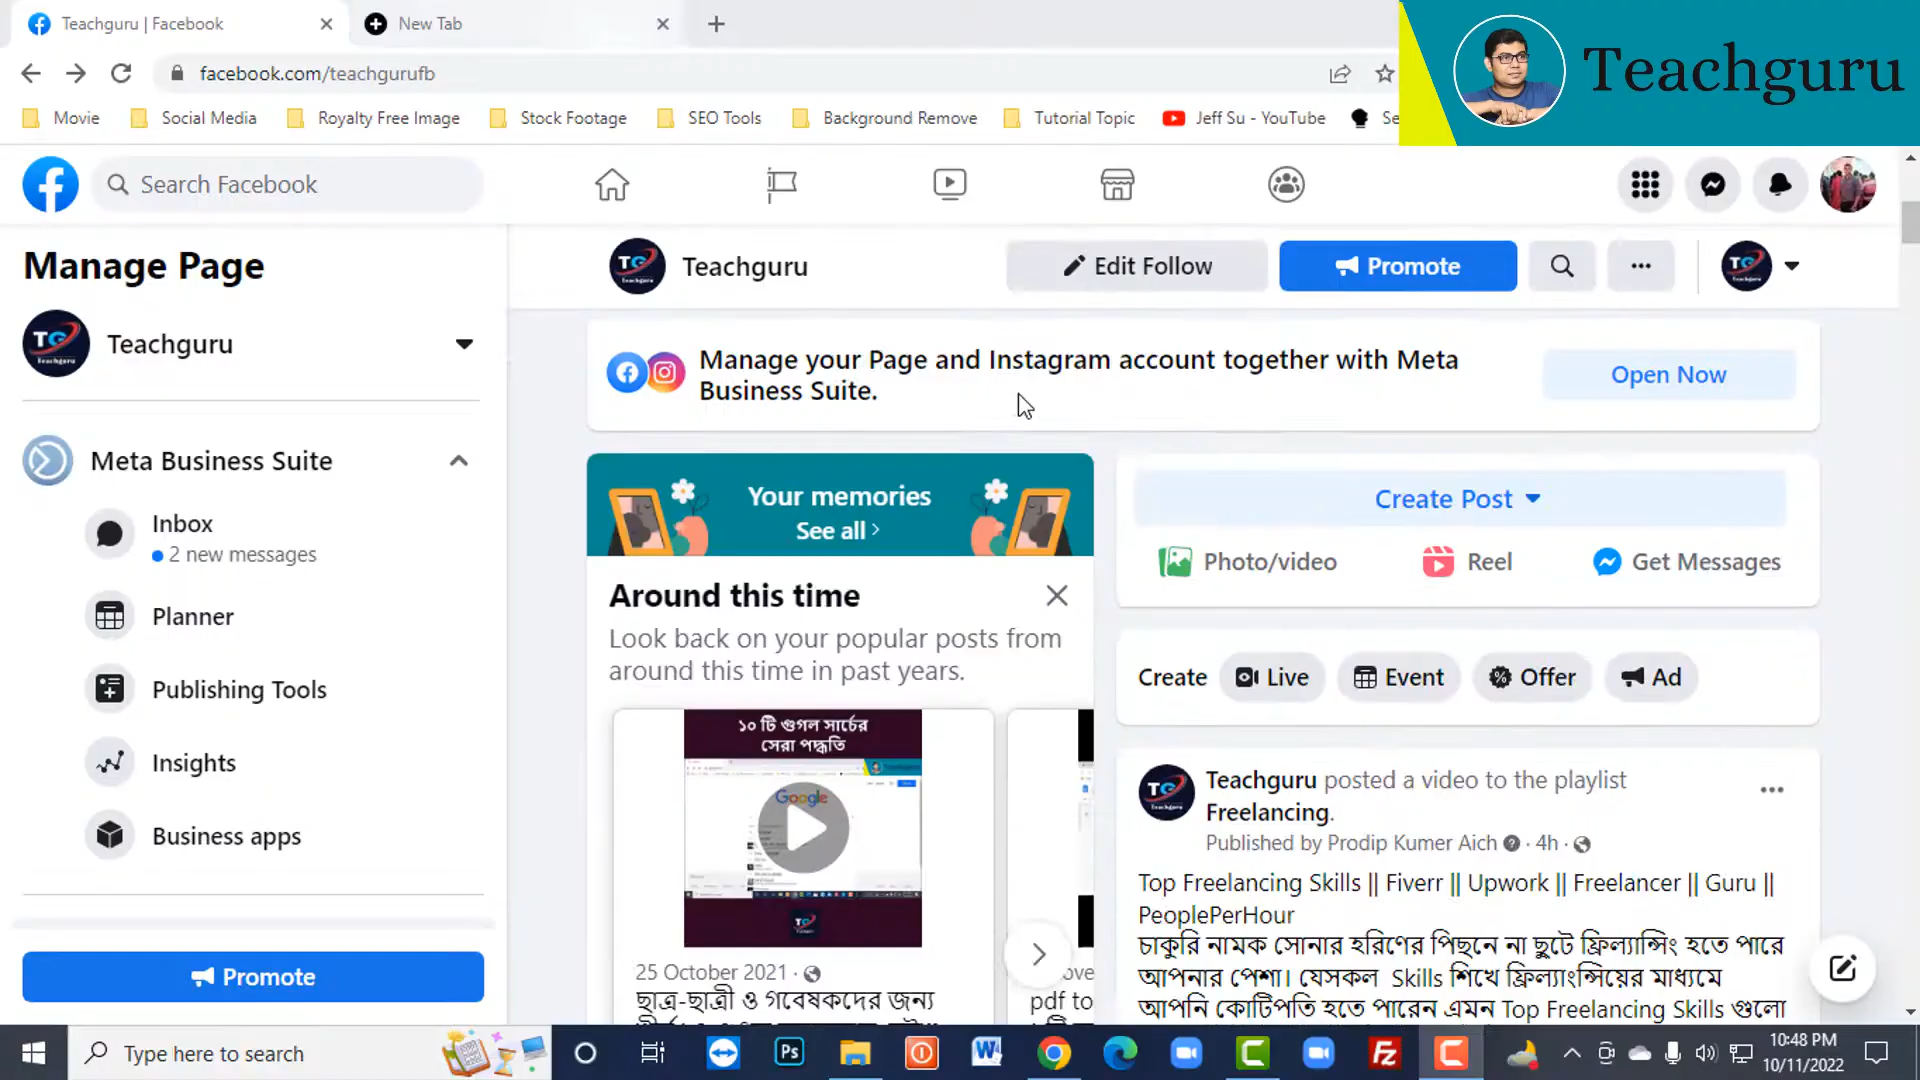 Teachguru | Facebook
New Tab
Teachguru
facebook.com/teachgurufb
Movie
Social Media
Royalty Free Image
Stock Footage
SEO Tools
Background Remove
Tutorial Topic
Jeff Su - YouTube
Search Facebook
Manage Page
Teachguru
Edit Follow
Promote
Teachguru
Manage your Page and Instagram account together with Meta
Business Suite.
Open Now
Meta Business Suite
Inbox
2 new messages
Planner
Publishing Tools
Insights
Business apps
Promote
Your memories
See all
Around this time
Look back on your popular posts from
around this time in past years.
১০ টি গুগল সার্চের
সেরা পদ্ধতি
Google
25 October 2021
ছাত্র-ছাত্রী ও গবেষকদের জন্য
pdf to
Create Post
Photo/video
Reel
Get Messages
Create
Live
Event
Offer
Ad
Teachguru posted a video to the playlist
Freelancing.
Published by Prodip Kumer Aich · 4h ·
Top Freelancing Skills || Fiverr || Upwork || Freelancer || Guru ||
PeoplePerHour
চাকুরি নামক সোনার হরিণের পিছনে না ছুটে ফ্রিল্যান্সিং হতে পারে
আপনার পেশা। যেসকল Skills শিখে ফ্রিল্যাংন্সিয়ের মাধ্যমে
আপনি কোটিপতি হতে পারেন এমন Top Freelancing Skills গুলো
Type here to search
10:48 PM
10/11/2022